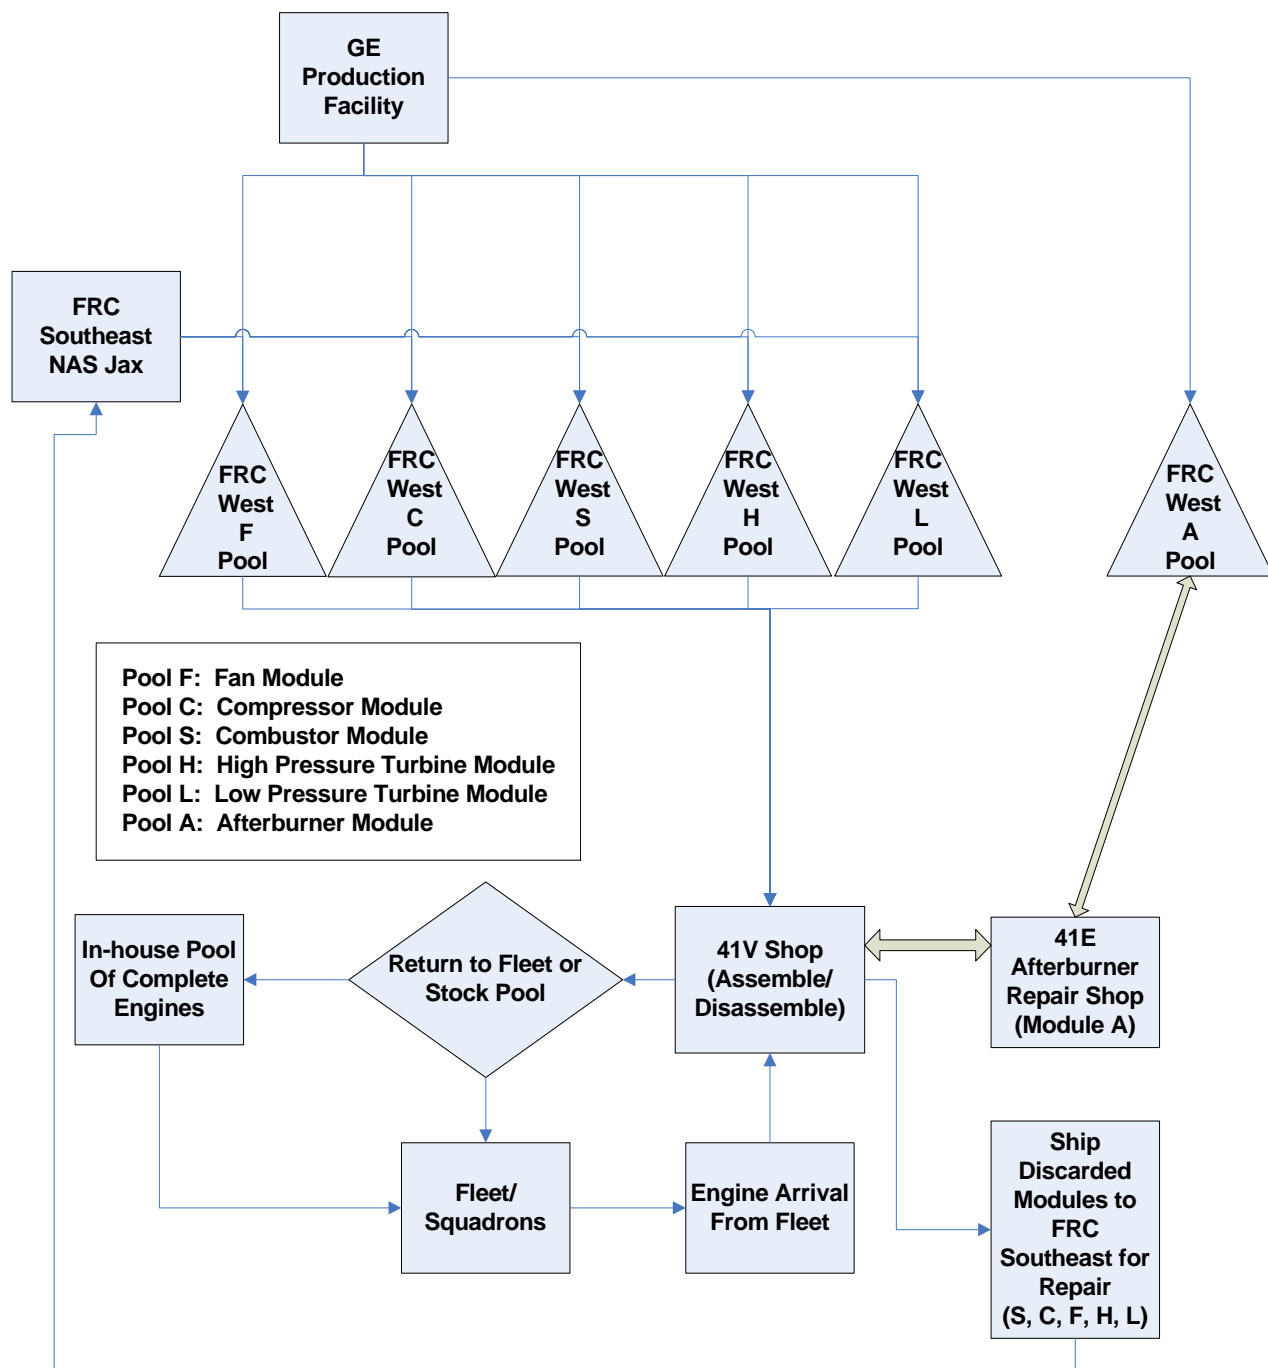 GE
Production
Facility
FRC
Southeast
NAS Jax
FRC
West
F
Pool
FRC
West
C
Pool
FRC
West
S
Pool
FRC
West
H
Pool
FRC
West
L
Pool
FRC
West
A
Pool
Pool F:  Fan Module
Pool C:  Compressor Module
Pool S:  Combustor Module
Pool H:  High Pressure Turbine Module
Pool L:  Low Pressure Turbine Module
Pool A:  Afterburner Module
In-house Pool
Of Complete
Engines
Return to Fleet or
Stock Pool
41V Shop
(Assemble/
Disassemble)
41E
Afterburner
Repair Shop
(Module A)
Fleet/
Squadrons
Engine Arrival
From Fleet
Ship
Discarded
Modules to
FRC
Southeast for
Repair
(S, C, F, H, L)